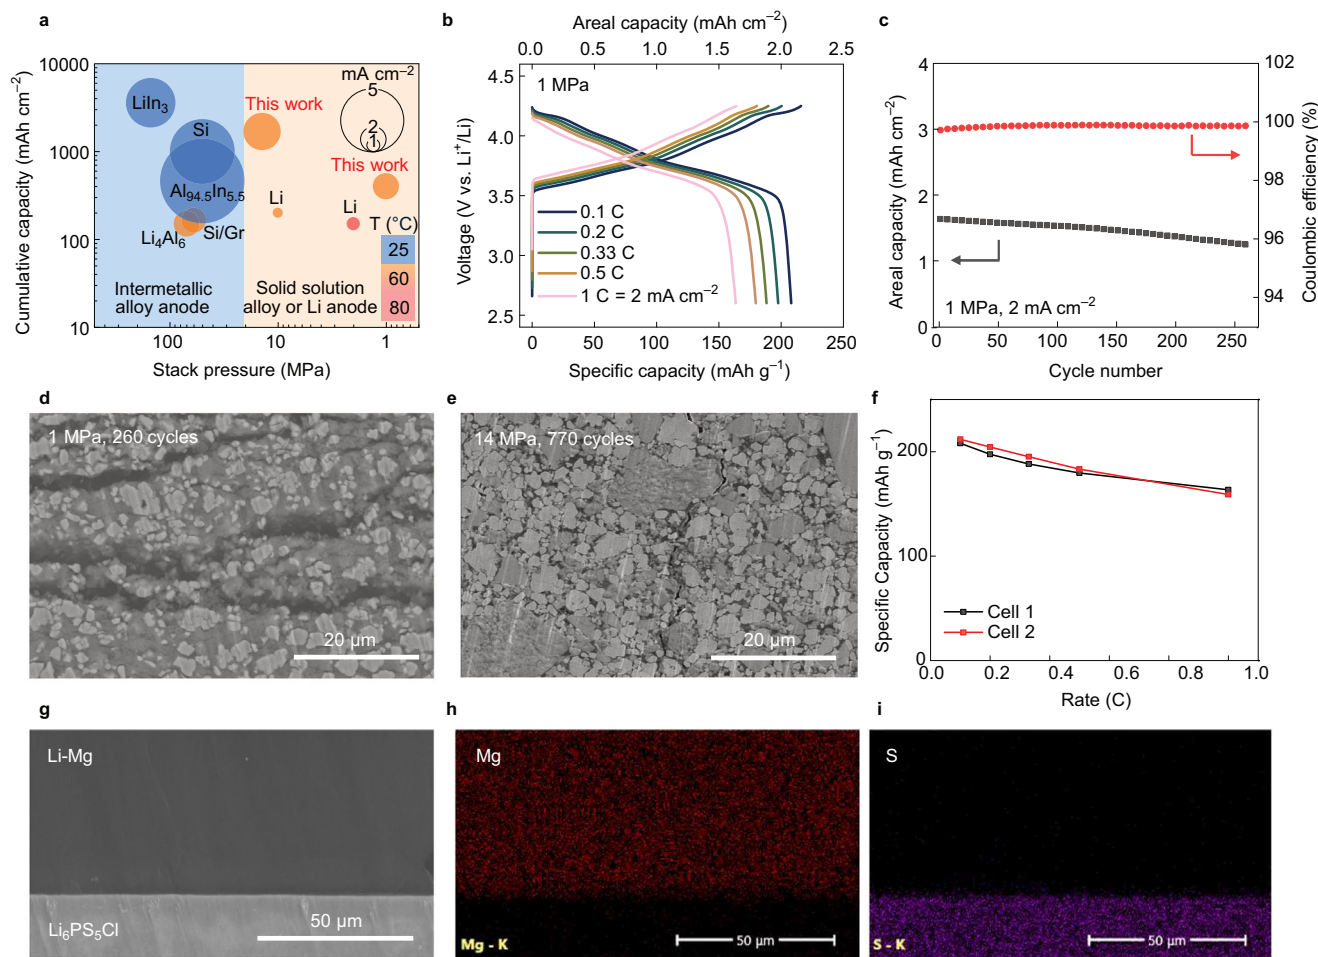 a
10000
1000
100
10
Cumulative capacity (mAh cm⁻²)
LiIn₃
Si
Al₉₄.₅In₅.₅
Li₄Al₆
Si/Gr
This work
mA cm⁻²
5
2
1
This work
Li
Li
T (°C)
25
60
80
Intermetallic
alloy anode
Solid solution
alloy or Li anode
100
10
1
Stack pressure (MPa)
b
Areal capacity (mAh cm⁻²)
0.0 0.5 1.0 1.5 2.0 2.5
4.5
4.0
3.5
3.0
2.5
Voltage (V vs. Li⁺/Li)
1 MPa
0.1 C
0.2 C
0.33 C
0.5 C
1 C = 2 mA cm⁻²
0 50 100 150 200 250
Specific capacity (mAh g⁻¹)
c
4
3
2
1
0
Areal capacity (mAh cm⁻²)
102
100
98
96
94
Coulombic efficiency (%)
1 MPa, 2 mA cm⁻²
0 50 100 150 200 250
Cycle number
d
1 MPa, 260 cycles
20 μm
e
14 MPa, 770 cycles
20 μm
f
200
100
0
Specific Capacity (mAh g⁻¹)
Cell 1
Cell 2
0.0 0.2 0.4 0.6 0.8 1.0
Rate (C)
g
Li-Mg
Li₆PS₅Cl
50 μm
h
Mg
Mg - K
50 μm
i
S
S - K
50 μm